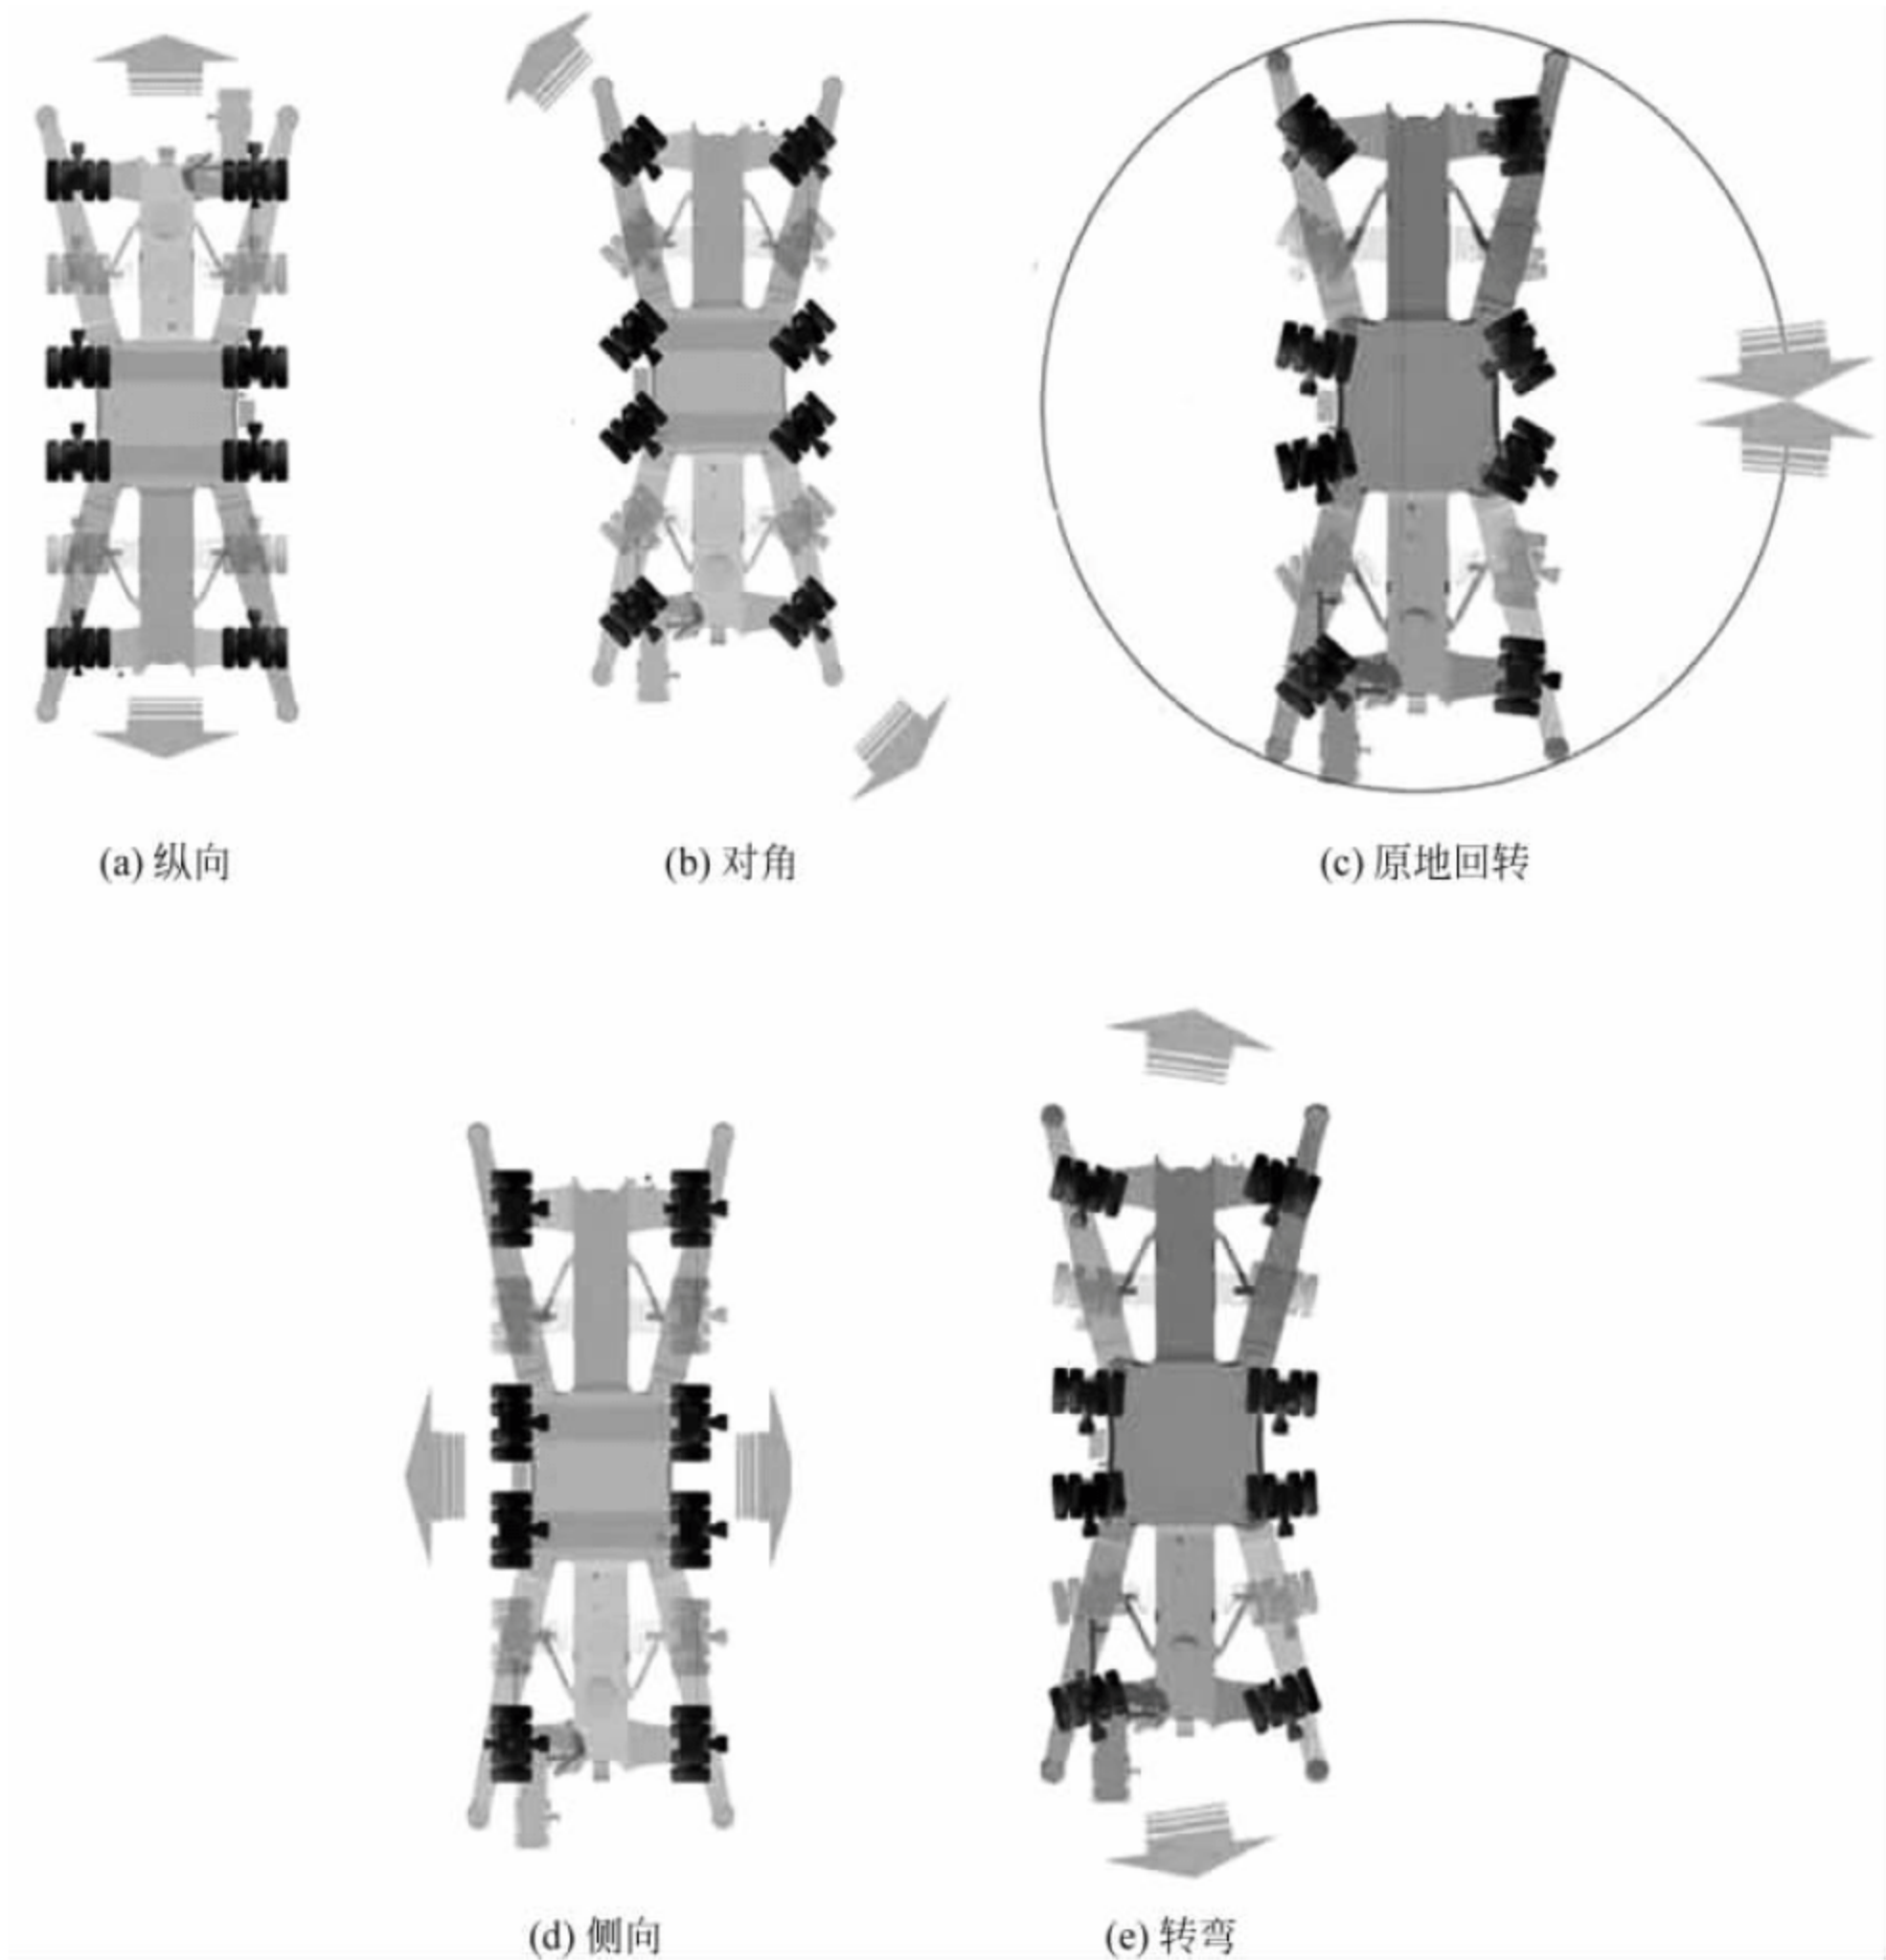 (a) 纵向
(b) 对角
(c) 原地回转
(d) 侧向
(e) 转弯